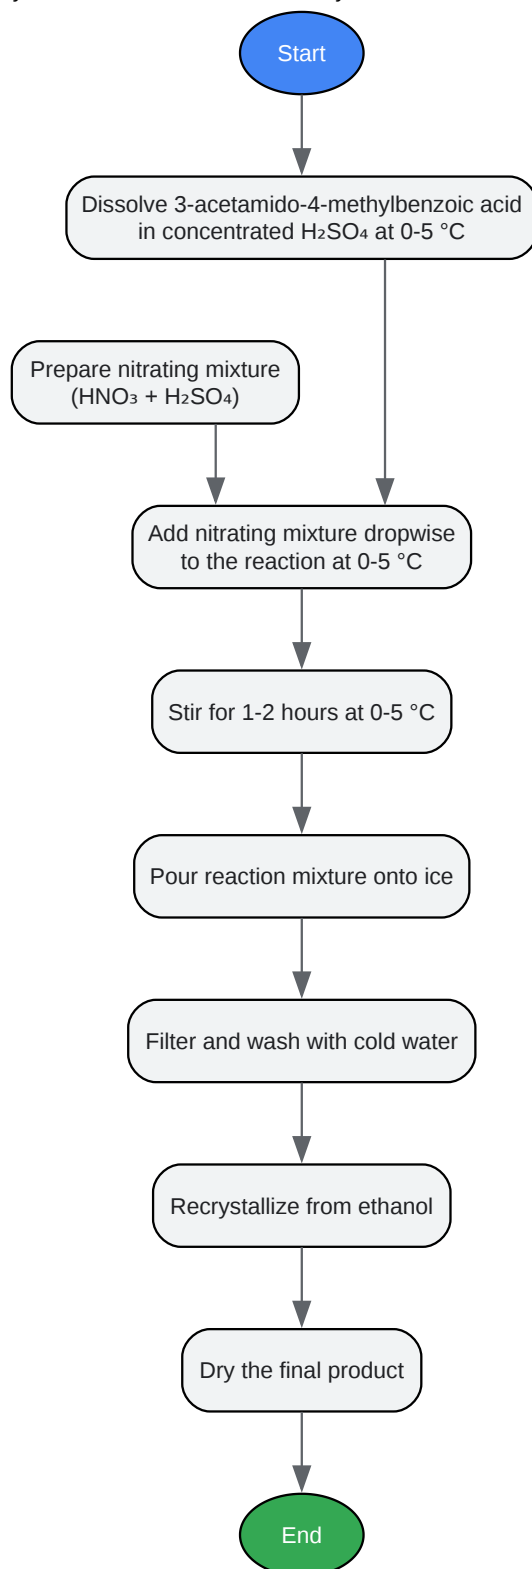 Start
Dissolve 3-acetamido-4-methylbenzoic acid
in concentrated H₂SO₄ at 0-5 °C
Prepare nitrating mixture
(HNO₃ + H₂SO₄)
Add nitrating mixture dropwise
to the reaction at 0-5 °C
Stir for 1-2 hours at 0-5 °C
Pour reaction mixture onto ice
Filter and wash with cold water
Recrystallize from ethanol
Dry the final product
End